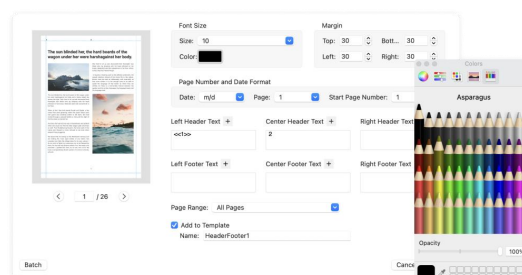 Font Size
Margin
Size: 10
Top: 30
Bott... 30
Color:
Left: 30
Right: 30
Colors
The sun blinded her, the hard boards of the
wagon under her were hardagainst her body.
Page Number and Date Format
Asparagus
Date: m/d
Page: 1
Start Page Number: 1
Left Header Text +
Center Header Text +
Right Header Text
<<1>>
2
Left Footer Text +
Center Footer Text +
Right Footer Text
< 1 / 26 >
Page Range: All Pages
Add to Template
Opacity
Name: HeaderFooter1
100%
Batch
Cance